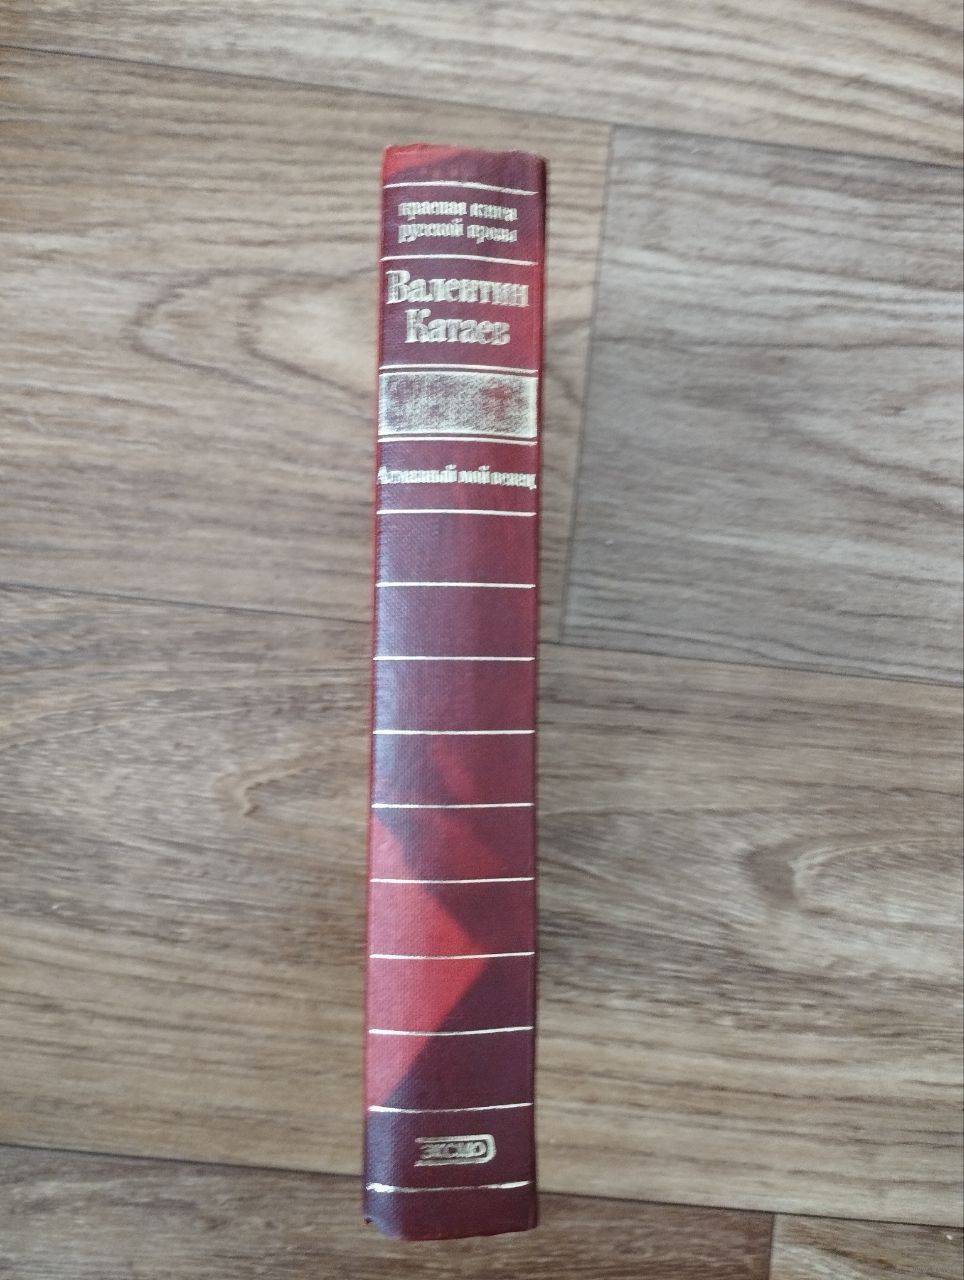 красная книга
русской прозы
Валентин
Катаев
Алмазный мой венец
ЭКСМО